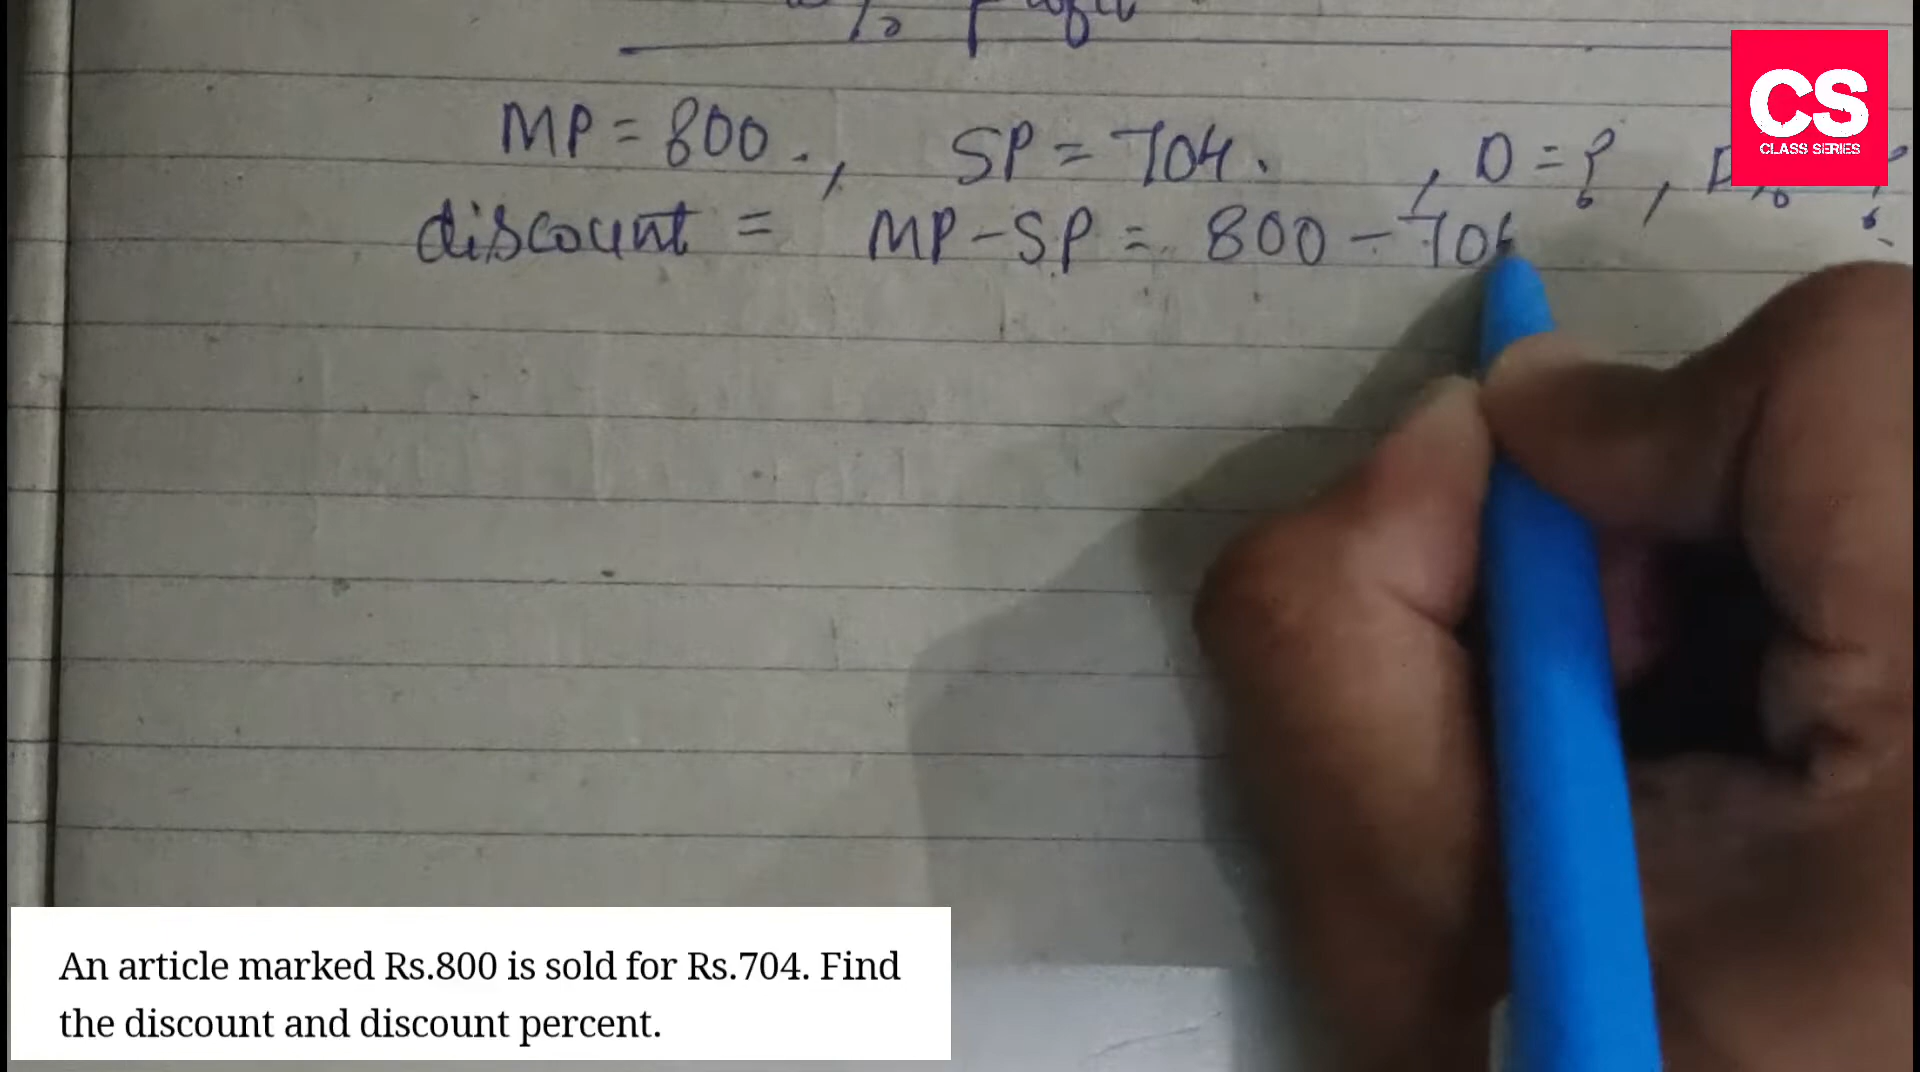 % profit
MP = 800. , SP = 704. , D = ? ,
CS
CLASS SERIES
discount = MP - SP = 800 - 704
An article marked Rs.800 is sold for Rs.704. Find
the discount and discount percent.